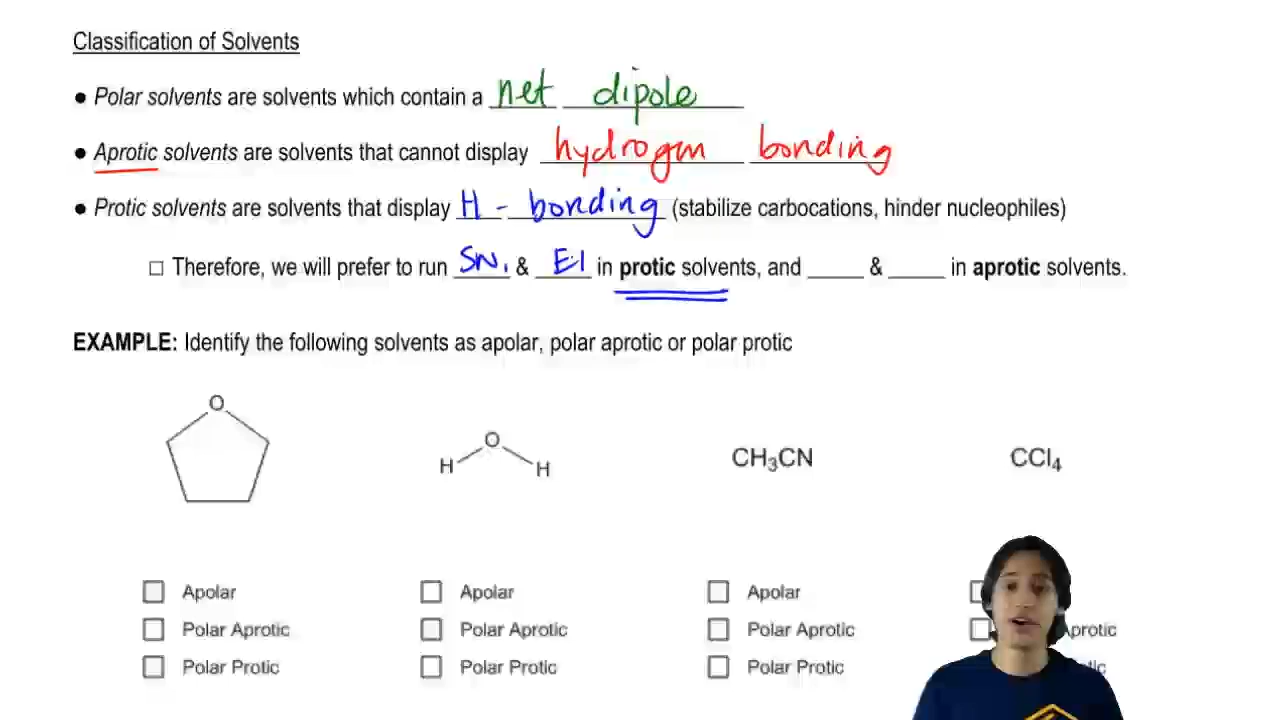 Classification of Solvents
● Polar solvents are solvents which contain a net dipole
● Aprotic solvents are solvents that cannot display hydrogen bonding
● Protic solvents are solvents that display H - bonding (stabilize carbocations, hinder nucleophiles)
□ Therefore, we will prefer to run SN1 & E1 in protic solvents, and _____ & _____ in aprotic solvents.
EXAMPLE: Identify the following solvents as apolar, polar aprotic or polar protic
O
O
H H
CH₃CN CCl₄
Apolar Apolar Apolar
Polar Aprotic Polar Aprotic Polar Aprotic Aprotic
Polar Protic Polar Protic Polar Protic